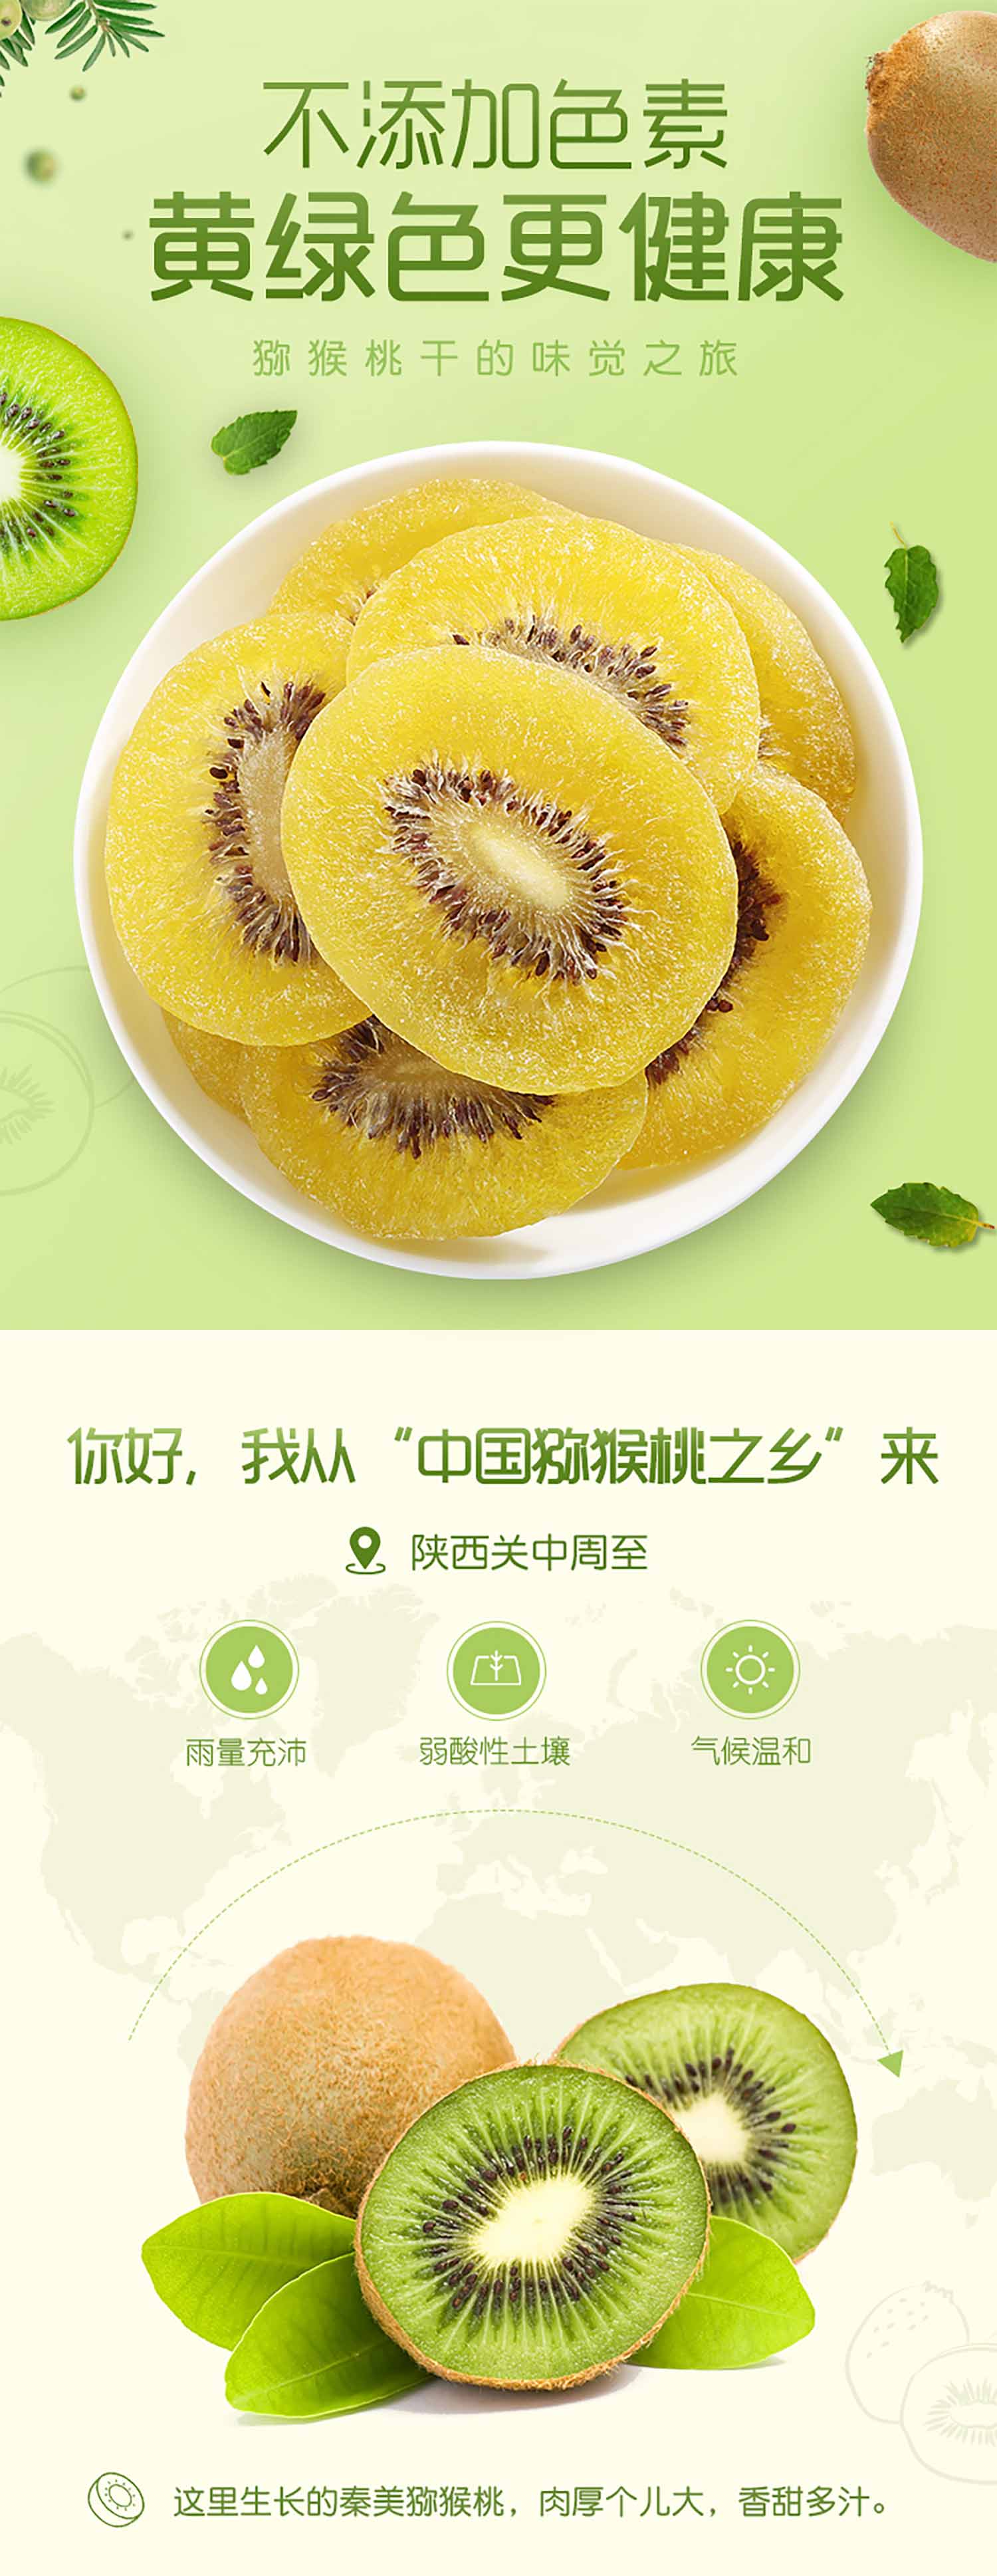 不添加色素
黄绿色更健康
猕猴桃干的味觉之旅
你好，我从“中国猕猴桃之乡”来
陕西关中周至
雨量充沛
弱酸性土壤
气候温和
这里生长的秦美猕猴桃，肉厚个儿大，香甜多汁。